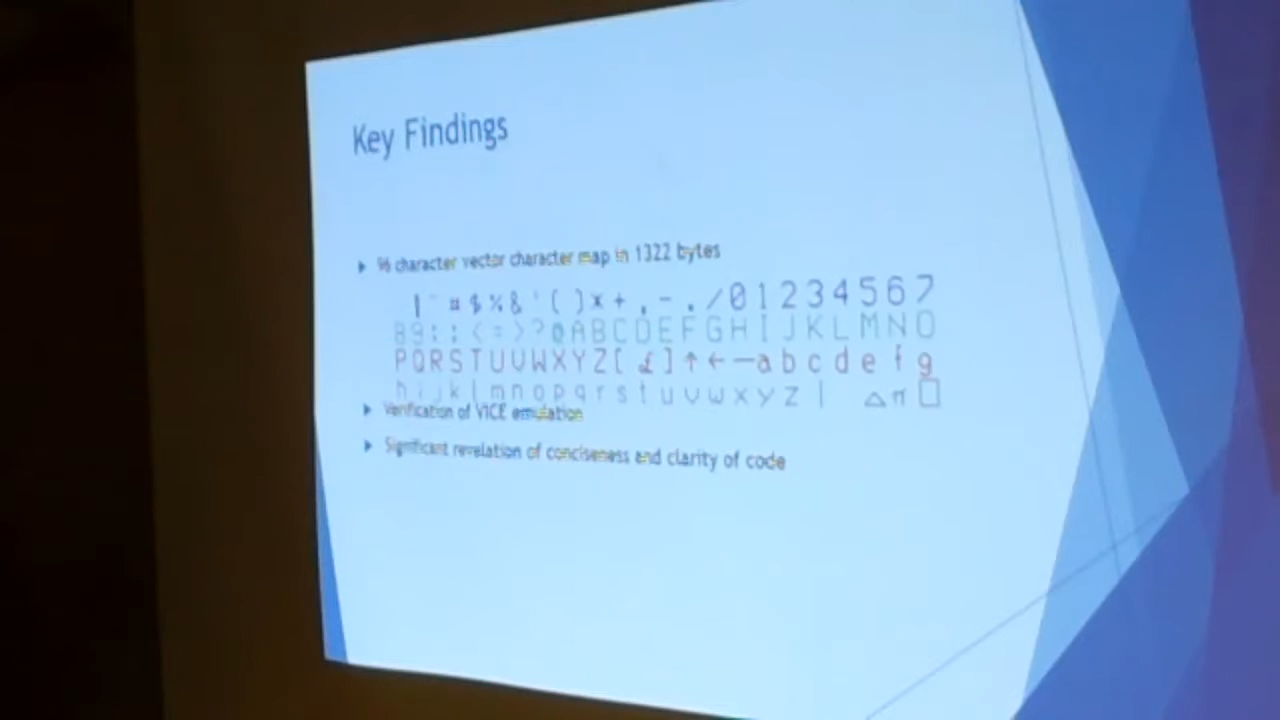 Key Findings
96 character vector character map in 1322 bytes
# $ % & ' ( ) * + , - . / 0 1 2 3 4 5 6 7
8 9 : ; < = > ? @ A B C D E F G H I J K L M N O
P Q R S T U V W X Y Z [ £ ] ↑ ← — a b c d e f g
h i j k l m n o p q r s t u v w x y z | π
Verification of VICE emulation
Significant revelation of conciseness and clarity of code